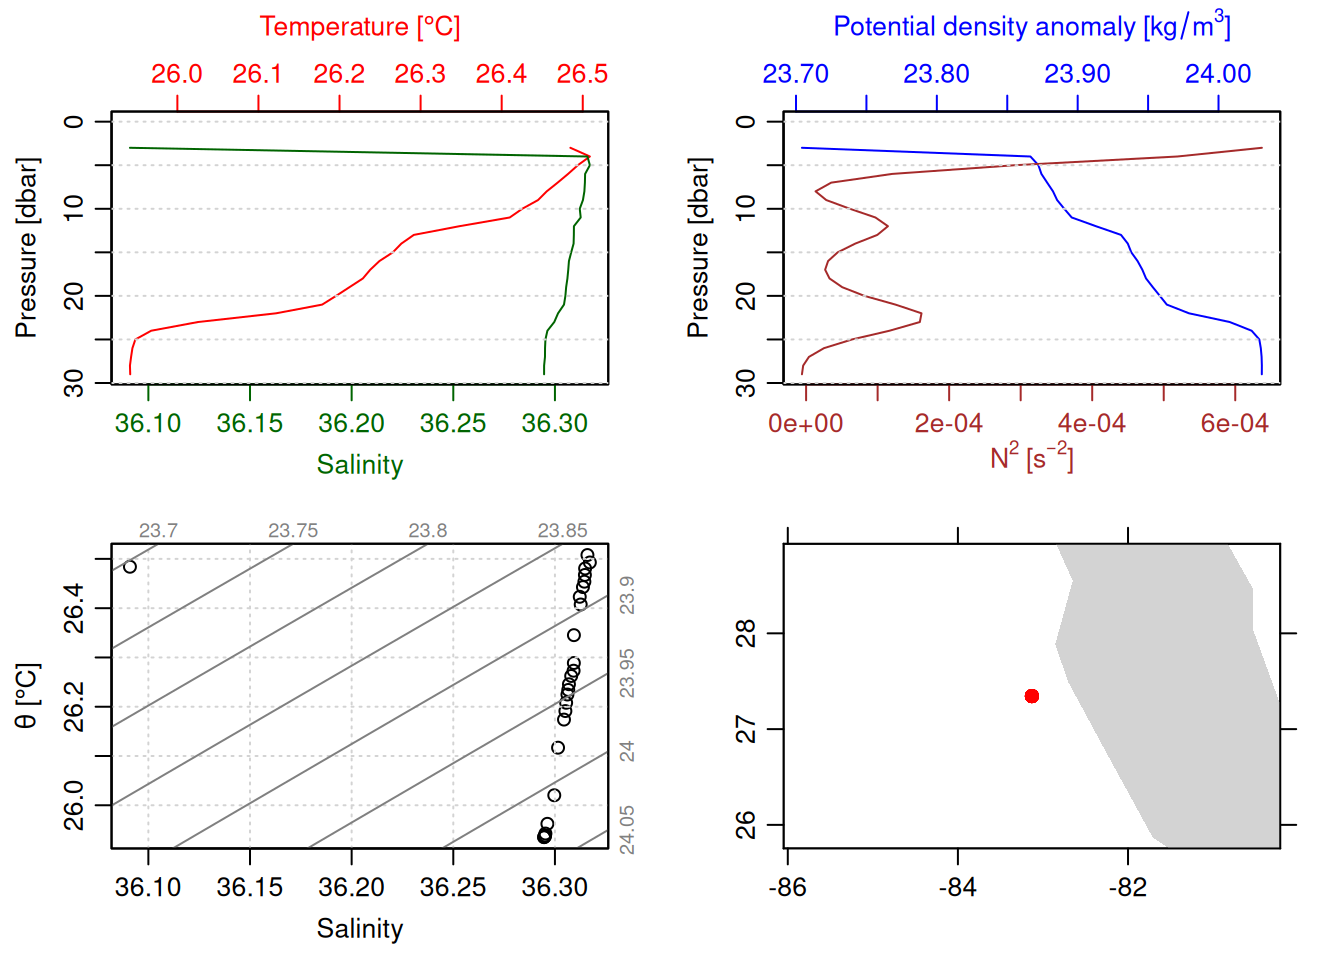 Temperature [°C]
26.0 26.1 26.2 26.3 26.4 26.5
Pressure [dbar]
0
10
20
30
36.10 36.15 36.20 36.25 36.30
Salinity
Potential density anomaly [kg/m³]
23.70 23.80 23.90 24.00
Pressure [dbar]
0
10
20
30
0e+00 2e-04 4e-04 6e-04
N² [s⁻²]
23.7 23.75 23.8 23.85
23.9
23.95
24
24.05
θ [°C]
26.4
26.2
26.0
36.10 36.15 36.20 36.25 36.30
Salinity
28
27
26
-86 -84 -82